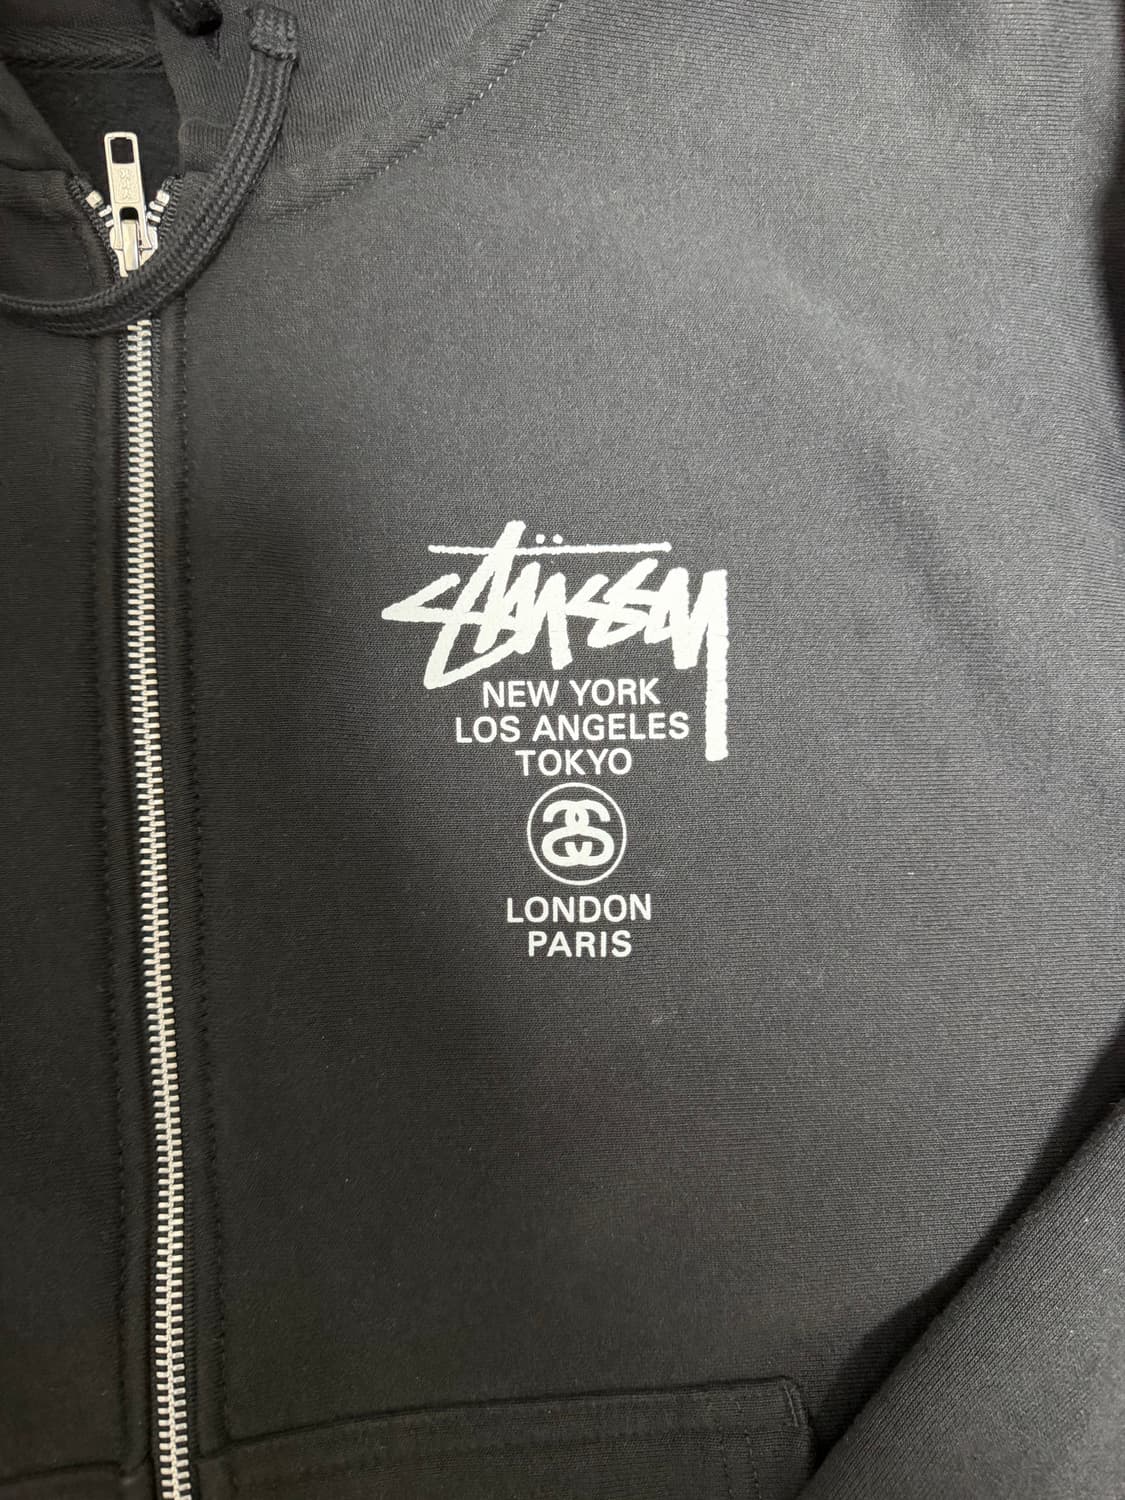 Stüssy
NEW YORK
LOS ANGELES
TOKYO
LONDON
PARIS